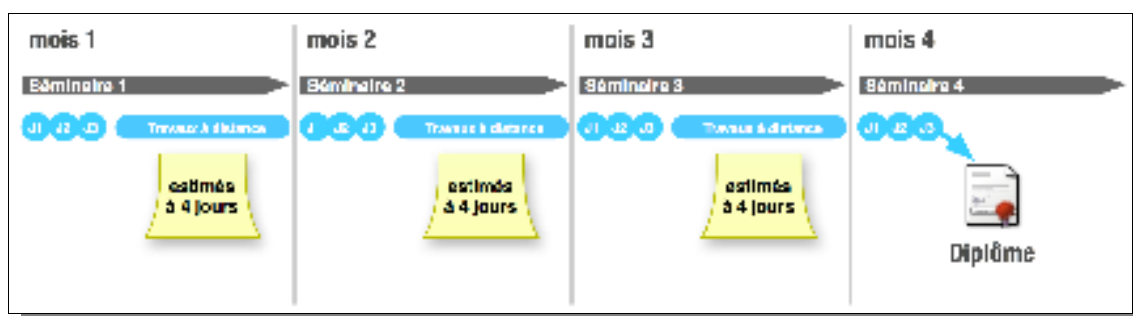 mois 1
mois 2
mois 3
mois 4
Séminaire 1
Séminaire 2
Séminaire 3
Séminaire 4
J1 J2 J3
Travaux à distance
J J2 J3
Travaux à distance
J1 J2 J3
Travaux à distance
J1 J2 J3
estimés
à 4 jours
estimés
à 4 jours
estimés
à 4 jours
Diplôme